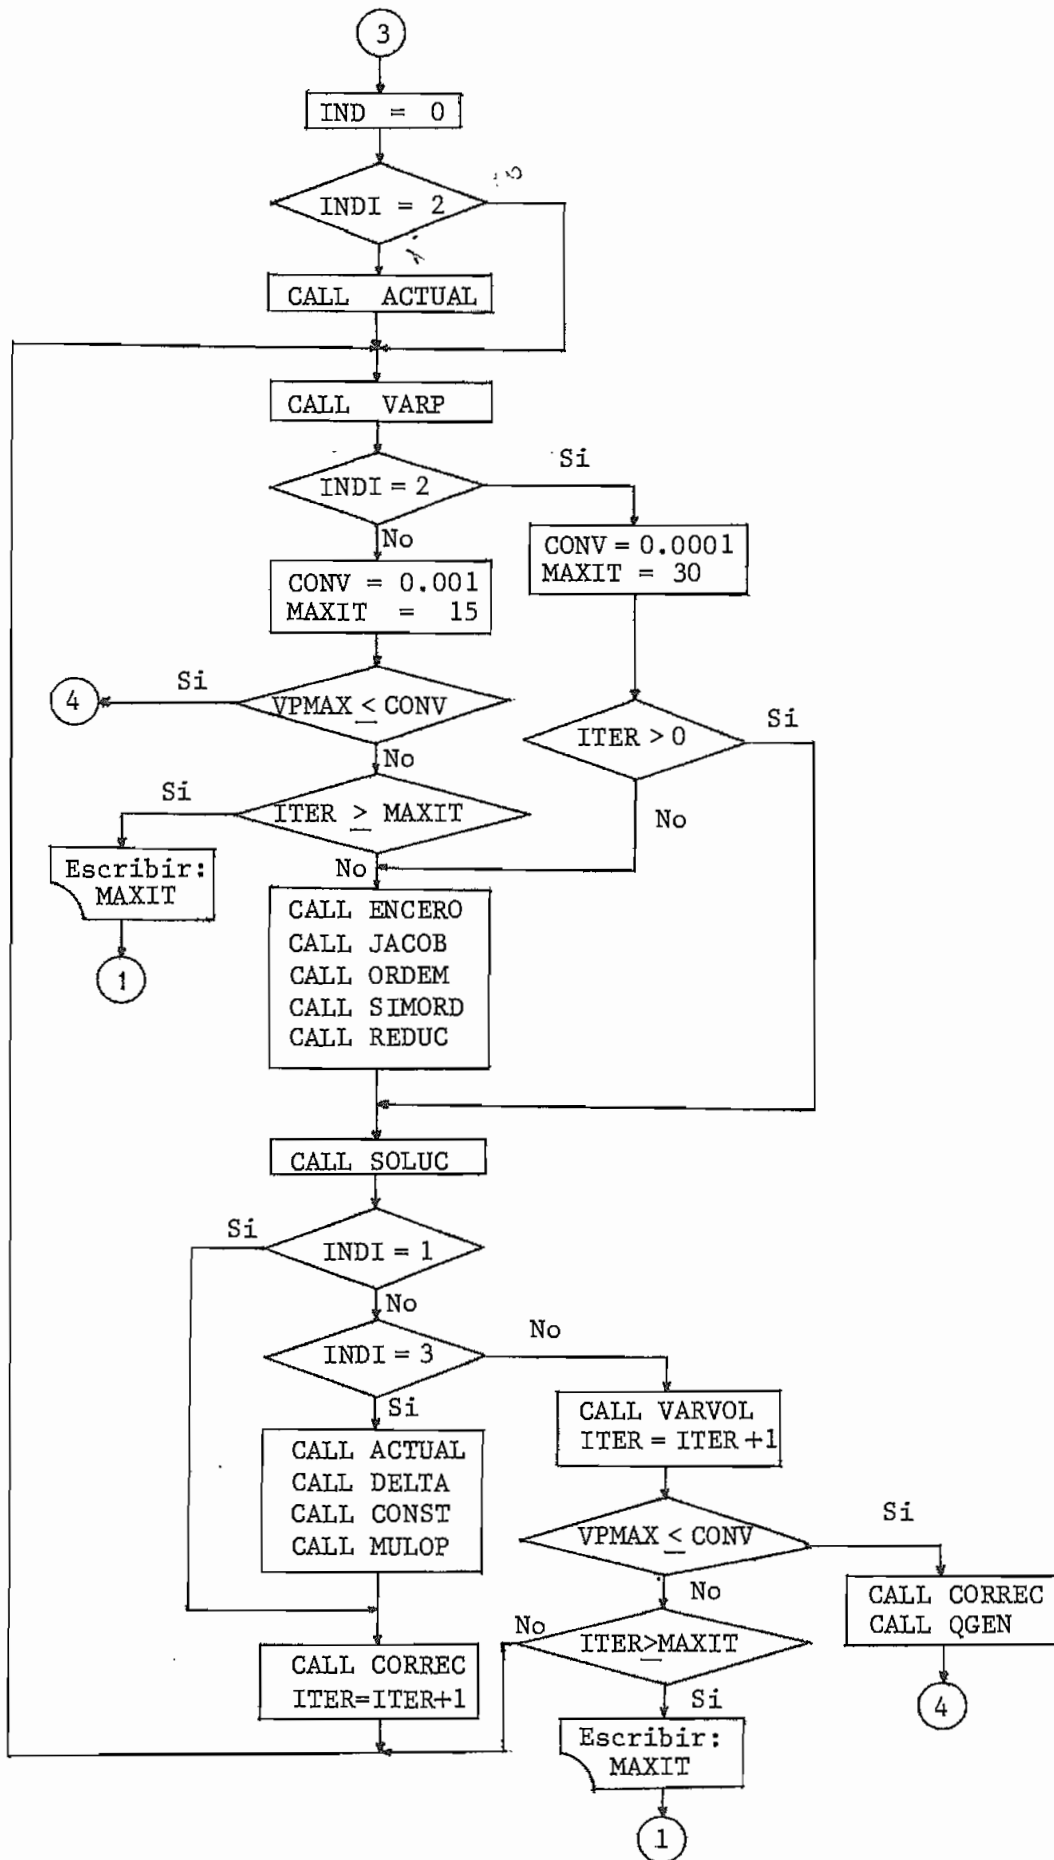 3
IND = 0
INDI = 2
CALL ACTUAL
CALL VARP
INDI = 2
Si
No
CONV = 0.0001
MAXIT = 30
CONV = 0.001
MAXIT = 15
4
Si
VPMAX ≤ CONV
No
ITER > 0
Si
No
Si
ITER ≥ MAXIT
No
Escribir:
MAXIT
1
CALL ENCERO
CALL JACOB
CALL ORDEM
CALL SIMORD
CALL REDUC
CALL SOLUC
Si
INDI = 1
No
INDI = 3
No
Si
CALL VARVOL
ITER = ITER +1
CALL ACTUAL
CALL DELTA
CALL CONST
CALL MULOP
VPMAX ≤ CONV
Si
No
CALL CORREC
CALL QGEN
4
No
ITER≥MAXIT
Si
CALL CORREC
ITER=ITER+1
Escribir:
MAXIT
1